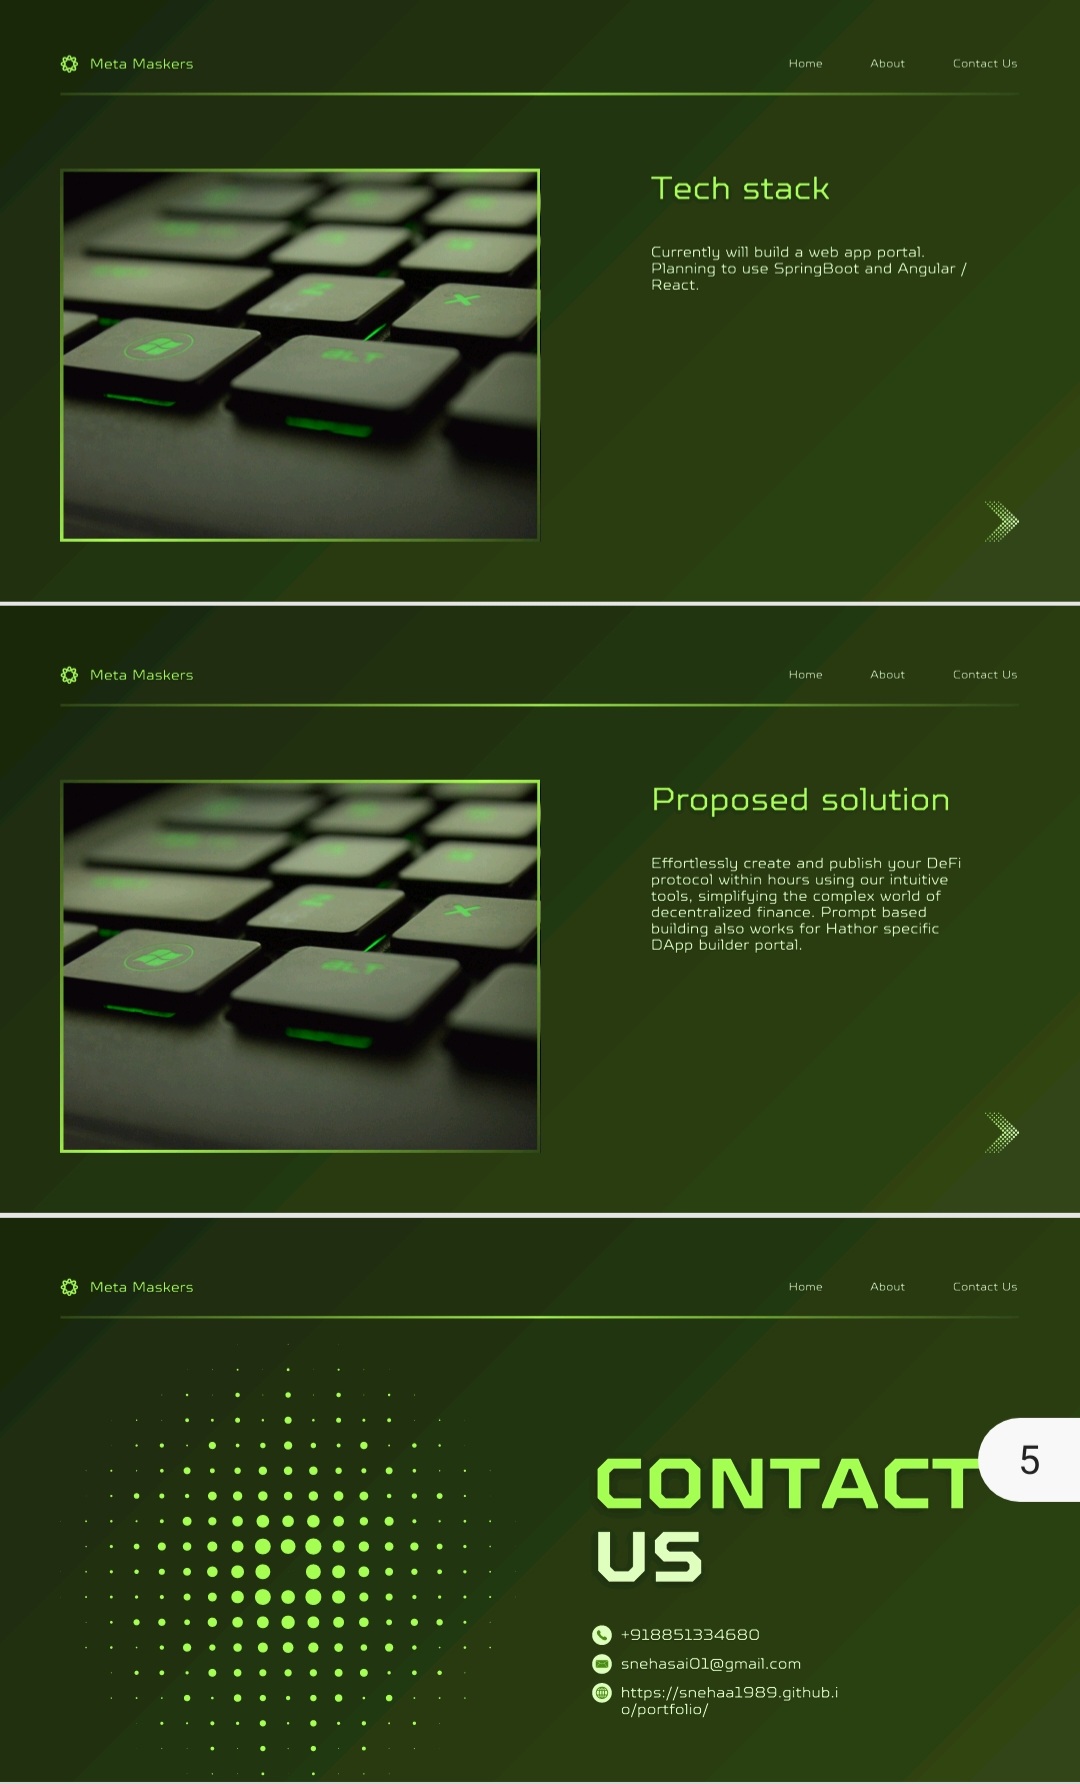 Meta Maskers
Home
About
Contact Us
Tech stack
Currently will build a web app portal.
Planning to use SpringBoot and Angular /
React.
ALT
X
Meta Maskers
Home
About
Contact Us
Proposed solution
Effortlessly create and publish your DeFi
protocol within hours using our intuitive
tools, simplifying the complex world of
decentralized finance. Prompt based
building also works for Hathor specific
DApp builder portal.
ALT
X
Meta Maskers
Home
About
Contact Us
CONTACT
US
5
+918851334680
snehasai01@gmail.com
https://snehaa1989.github.i
o/portfolio/